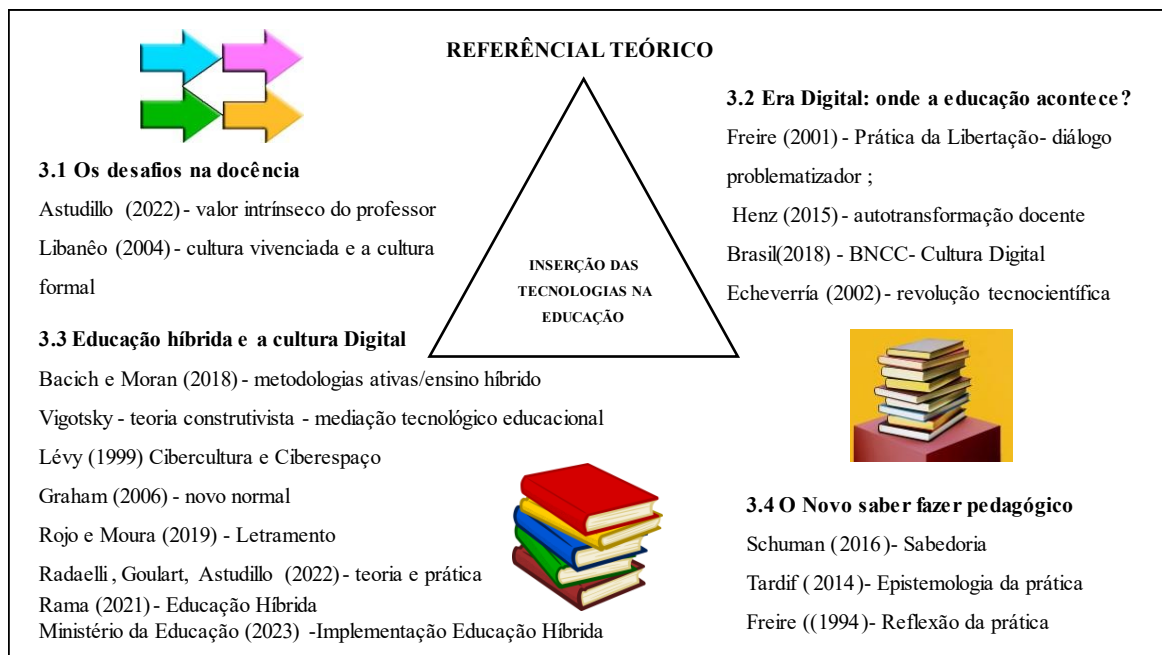 REFERÊNCIAL TEÓRICO
3.1 Os desafios na docência
Astudillo (2022) - valor intrínseco do professor
Libanêo (2004) - cultura vivenciada e a cultura
formal
3.2 Era Digital: onde a educação acontece?
Freire (2001) - Prática da Libertação- diálogo
problematizador ;
Henz (2015) - autotransformação docente
Brasil(2018) - BNCC- Cultura Digital
Echeverría (2002) - revolução tecnocientífica
INSERÇÃO DAS
TECNOLOGIAS NA
EDUCAÇÃO
3.3 Educação híbrida e a cultura Digital
Bacich e Moran (2018) - metodologias ativas/ensino híbrido
Vigotsky - teoria construtivista - mediação tecnológico educacional
Lévy (1999) Cibercultura e Ciberespaço
Graham (2006) - novo normal
Rojo e Moura (2019) - Letramento
Radaelli, Goulart, Astudillo (2022) - teoria e prática
Rama (2021) - Educação Híbrida
Ministério da Educação (2023) -Implementação Educação Híbrida
3.4 O Novo saber fazer pedagógico
Schuman (2016)- Sabedoria
Tardif (2014)- Epistemologia da prática
Freire ((1994)- Reflexão da prática